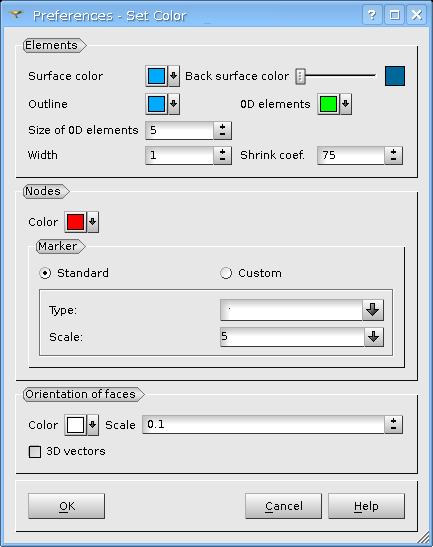 Preferences - Set Color
Elements
Surface color Back surface color
Outline 0D elements
Size of 0D elements 5
Width 1 Shrink coef. 75
Nodes
Color
Marker
Standard Custom
Type:
Scale: 5
Orientation of faces
Color Scale 0.1
3D vectors
OK Cancel Help